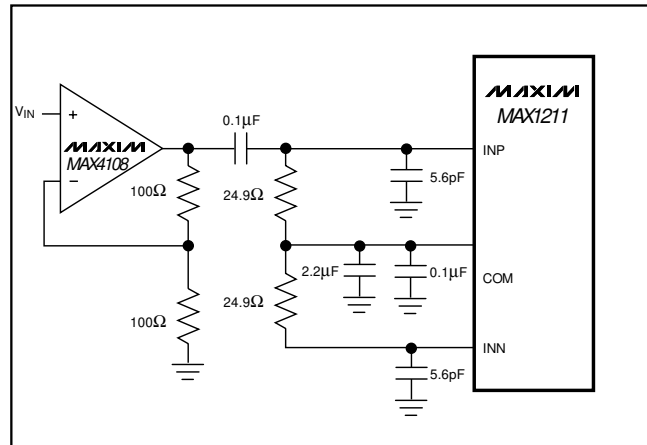 VIN
+
−
MAXIM
MAX4108
0.1µF
100Ω
100Ω
24.9Ω
24.9Ω
2.2µF
0.1µF
5.6pF
5.6pF
MAXIM
MAX1211
INP
COM
INN